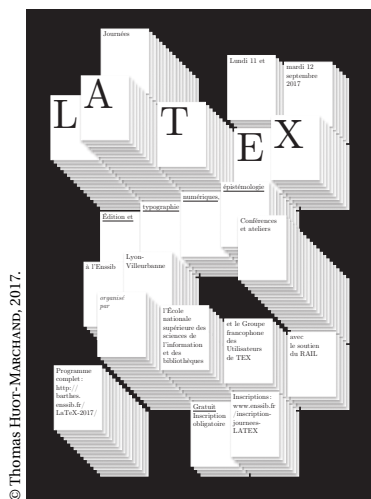 Journées
Lundi 11 et
mardi 12
septembre
2017
L
A
T
E
X
épistémologie
numériques,
typographie
Édition et
Conférences
et ateliers
Lyon-
Villeurbanne
à l'Enssib
organisé
par
l'École
nationale
supérieure des
sciences de
l'information
et des
bibliothèques
et le Groupe
francophone
des
Utilisateurs
de TEX
avec
le soutien
du RAIL
Programme
complet :
http://
barthes.
enssib.fr/
LaTeX-2017/
Gratuit
Inscription
obligatoire
Inscriptions :
www.enssib.fr
/inscription-
journees-
LATEX
© Thomas Huot-Marchand, 2017.